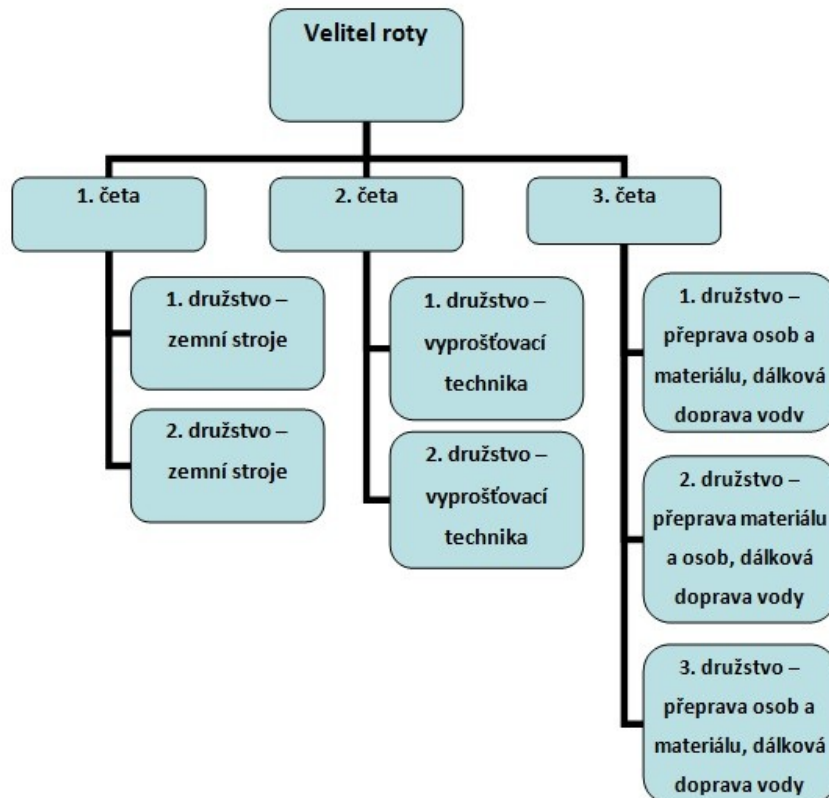 Velitel roty
1. četa
2. četa
3. četa
1. družstvo –
zemní stroje
2. družstvo –
zemní stroje
1. družstvo –
vyprošťovací
technika
2. družstvo –
vyprošťovací
technika
1. družstvo –
přeprava osob a
materiálu, dálková
doprava vody
2. družstvo –
přeprava materiálu
a osob, dálková
doprava vody
3. družstvo –
přeprava osob a
materiálu, dálková
doprava vody